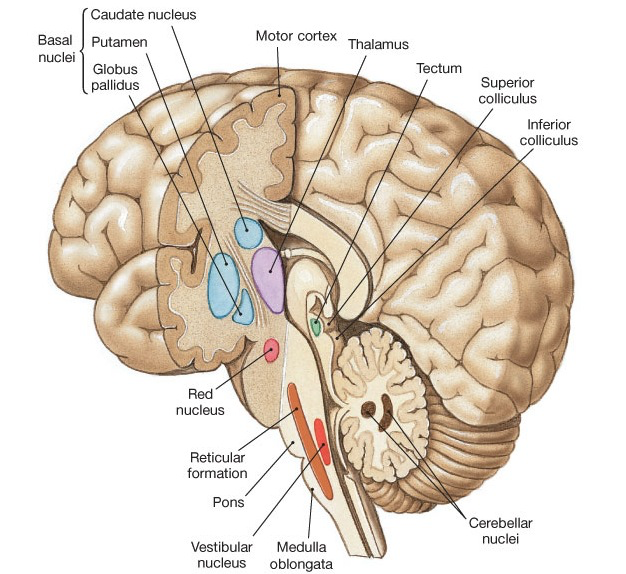 Caudate nucleus
Basal
nuclei
Putamen
Globus
pallidus
Motor cortex
Thalamus
Tectum
Superior
colliculus
Inferior
colliculus
Red
nucleus
Reticular
formation
Pons
Vestibular
nucleus
Medulla
oblongata
Cerebellar
nuclei